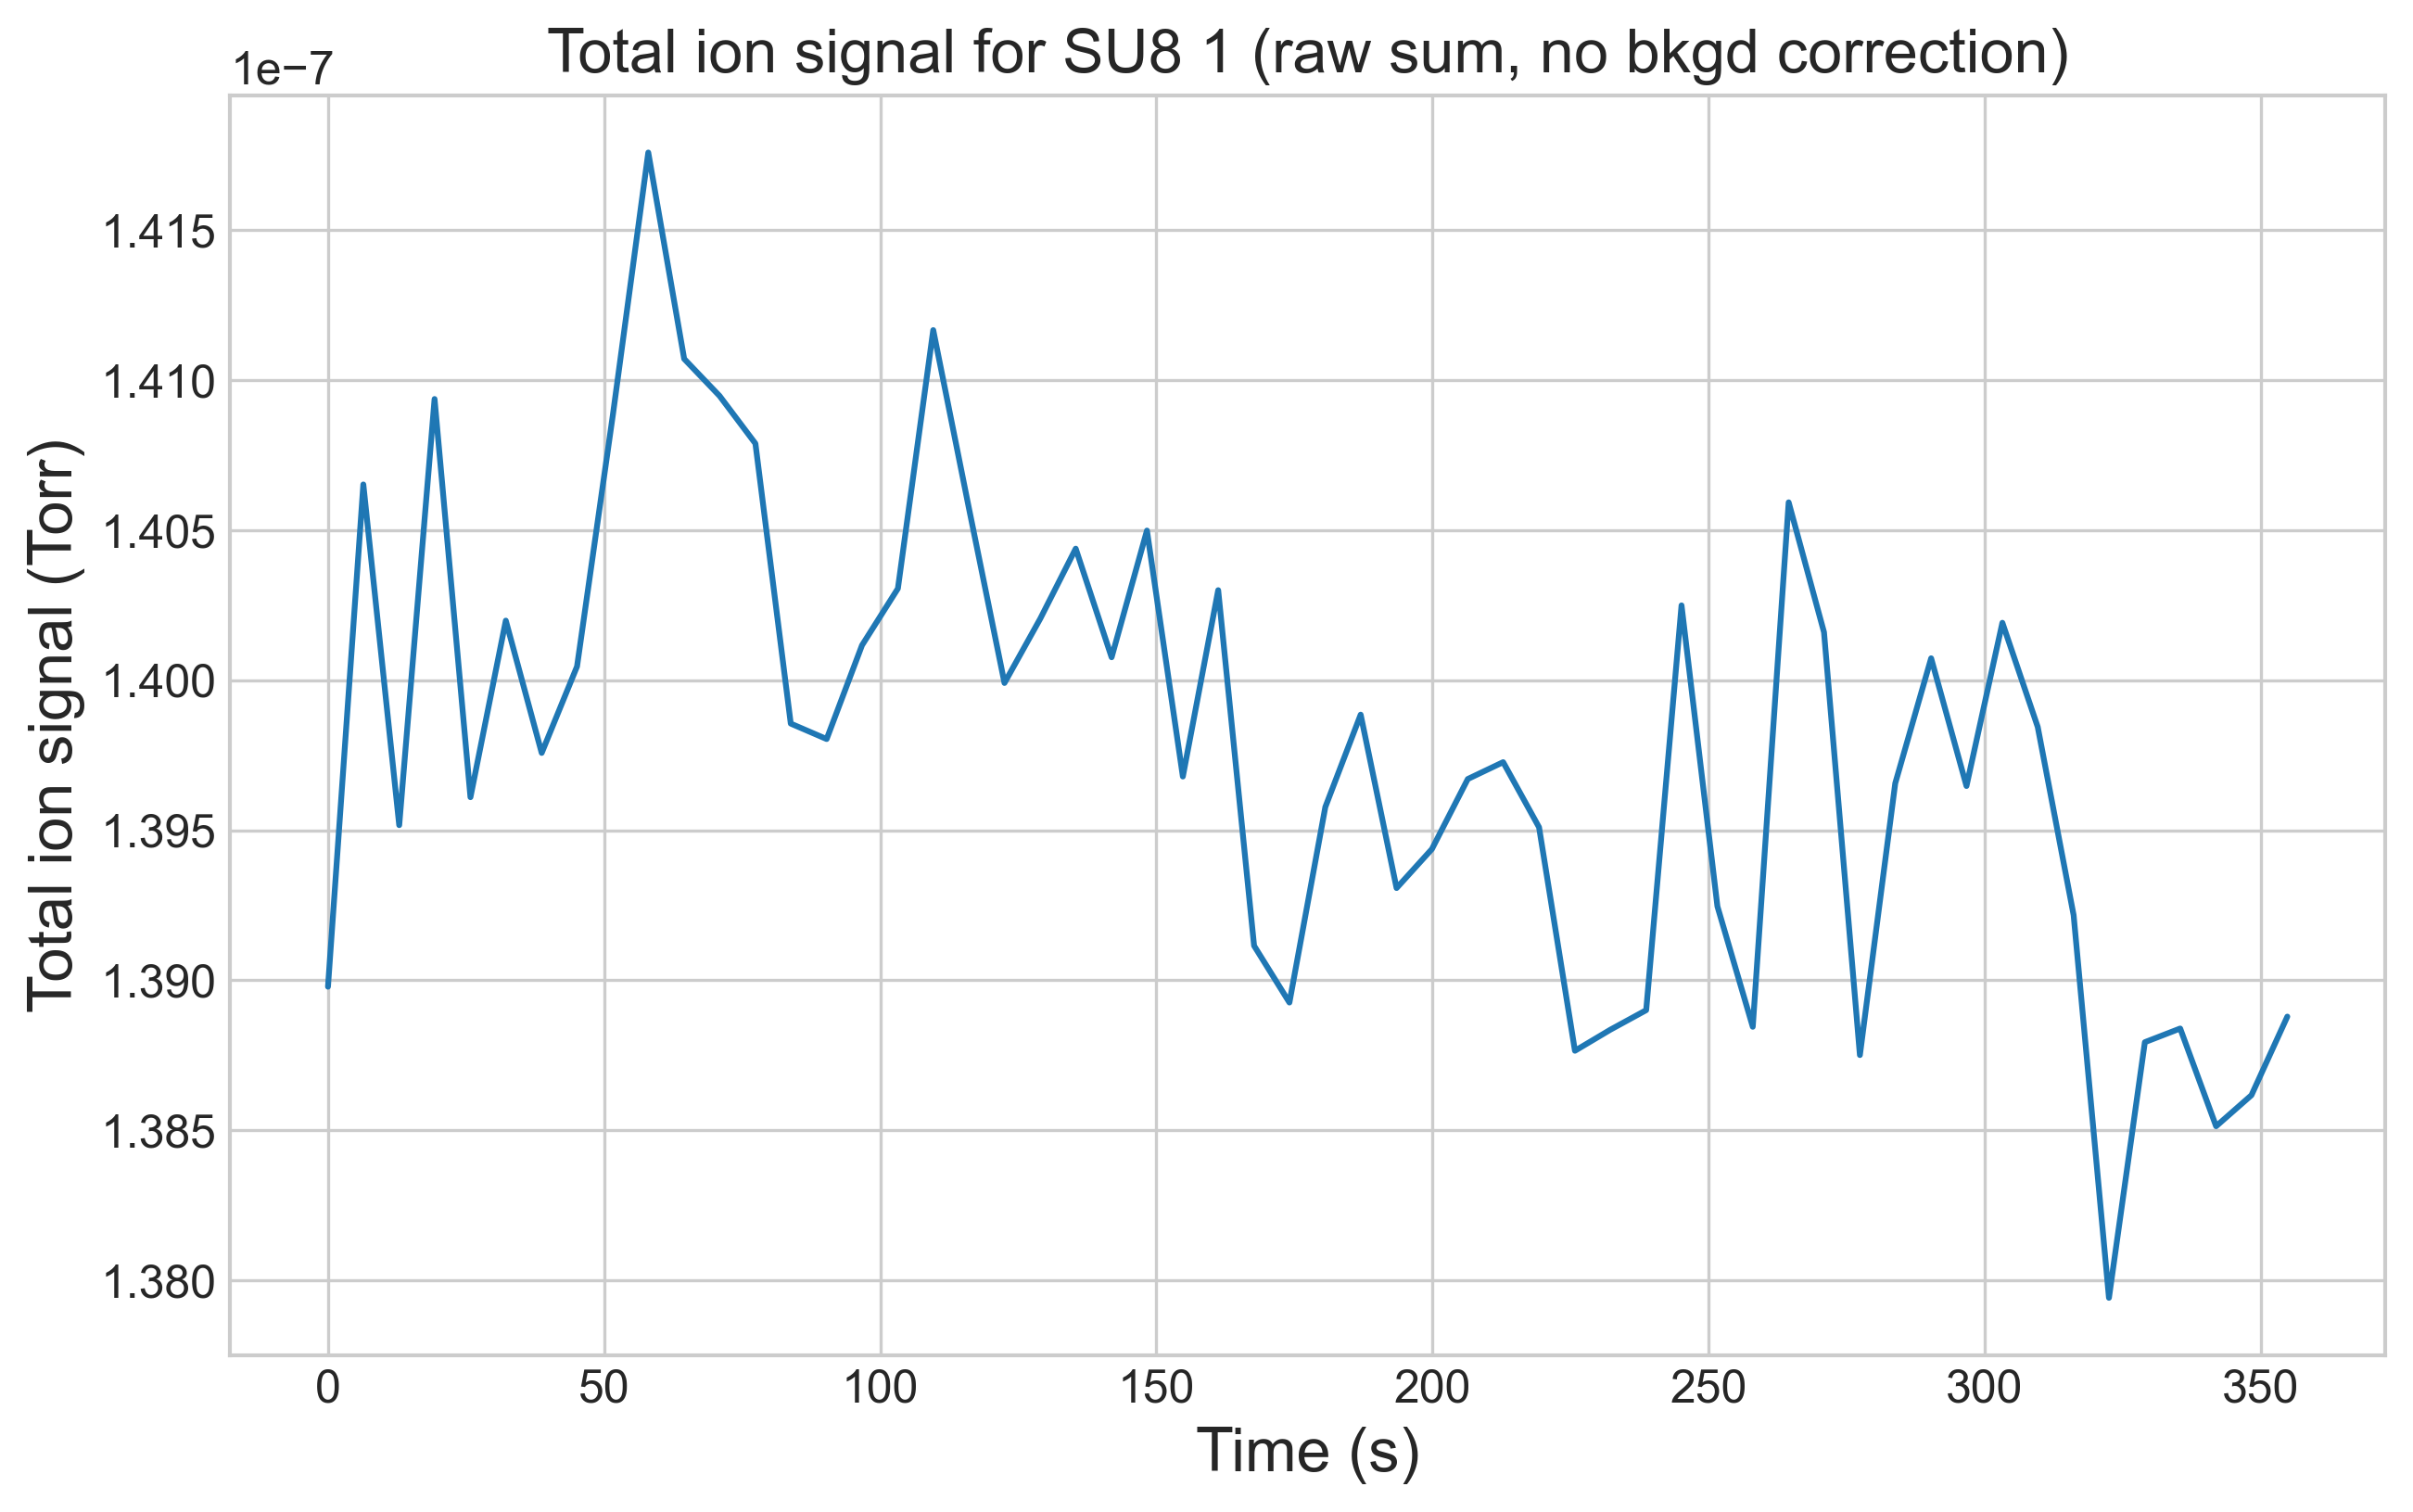 Total ion signal for SU8 1 (raw sum, no bkgd correction)
1e−7
1.415
1.410
1.405
1.400
1.395
1.390
1.385
1.380
Total ion signal (Torr)
0 50 100 150 200 250 300 350
Time (s)